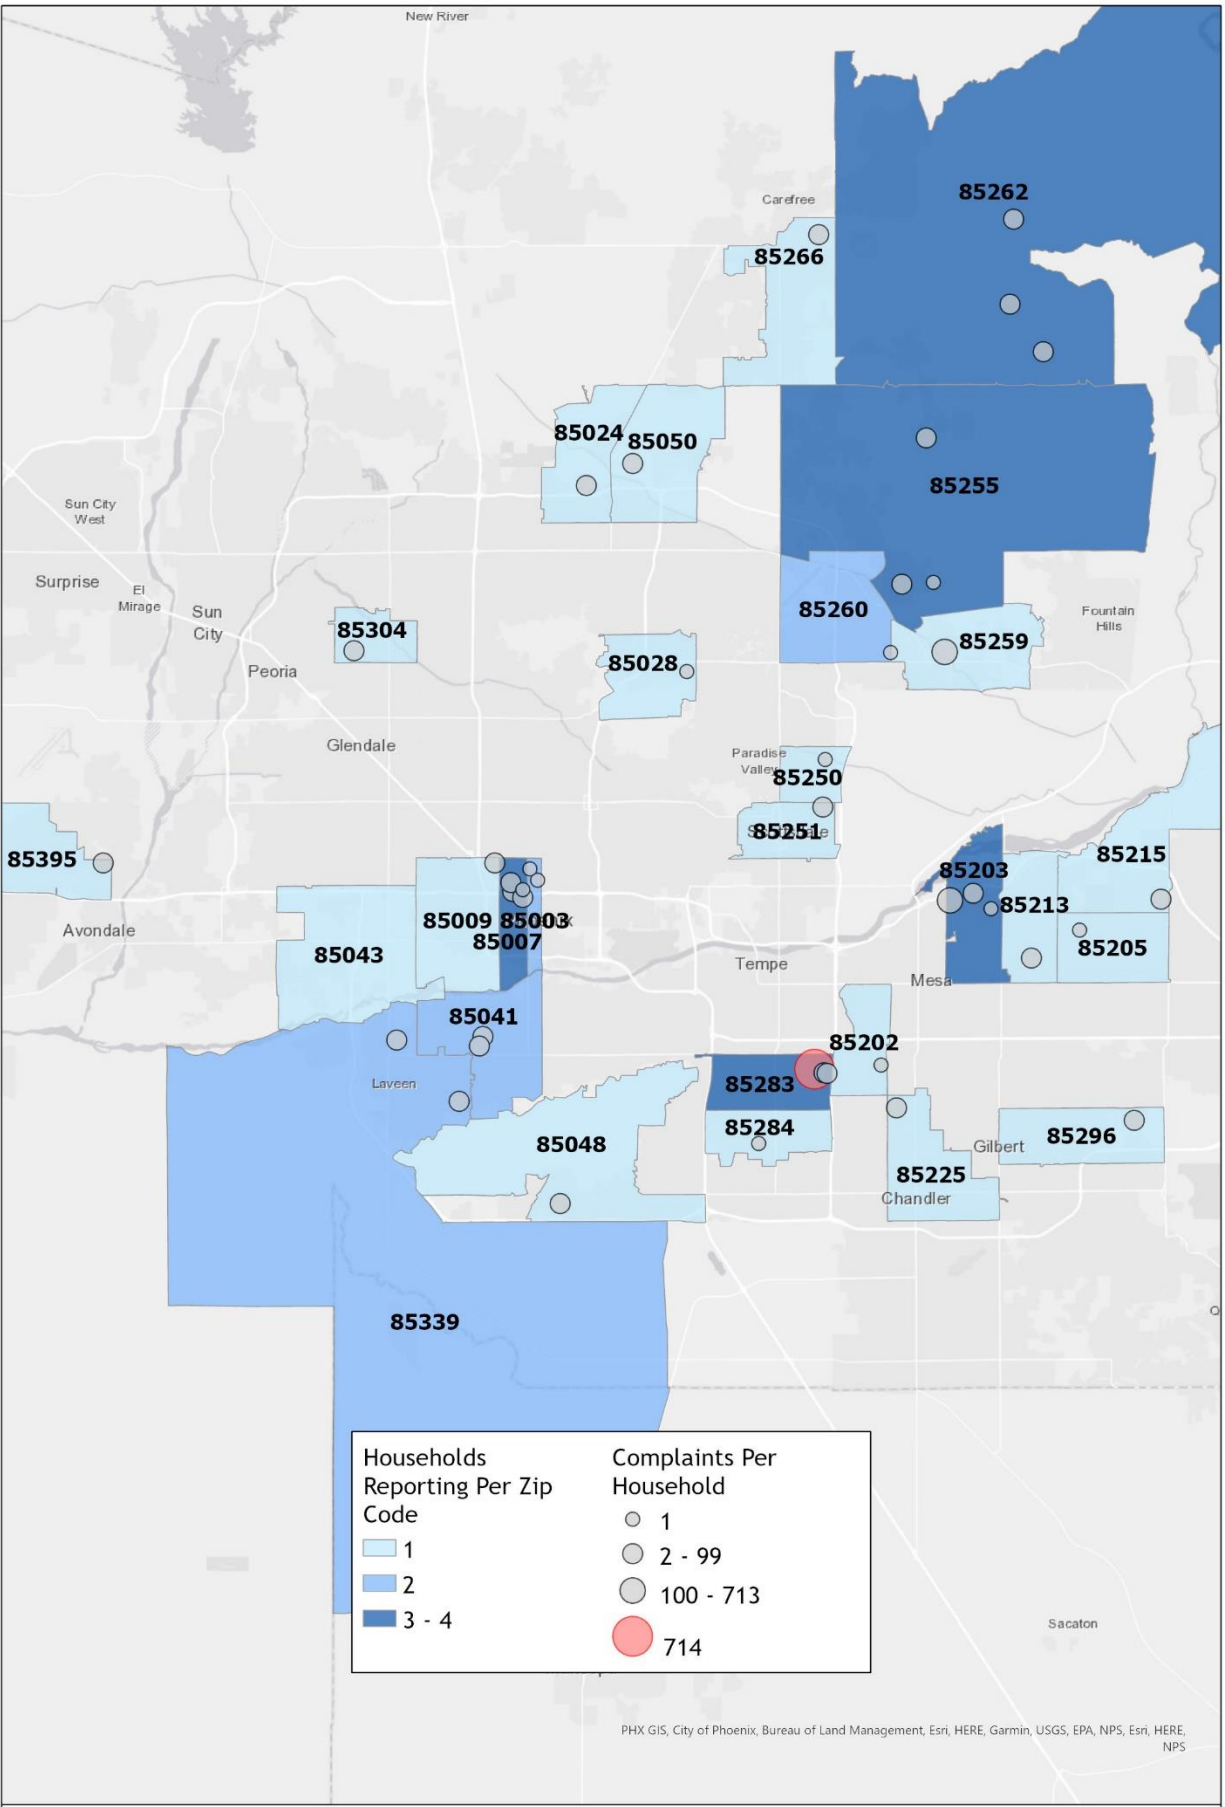 New River
85262
Carefree
85266
85024
85050
85255
Sun City
West
Surprise
El
Mirage
Sun
City
85260
Fountain
Hills
85304
85259
85028
Peoria
Glendale
Paradise
Valley
85250
85251
85395
85215
85203
85213
85009
85003
Avondale
85007
85043
85205
Tempe
Mesa
85041
85202
Laveen
85283
85284
85296
85048
Gilbert
85225
Chandler
85339
Households
Reporting Per Zip
Code
1
2
3 - 4
Complaints Per
Household
1
2 - 99
100 - 713
714
Sacaton
PHX GIS, City of Phoenix, Bureau of Land Management, Esri, HERE, Garmin, USGS, EPA, NPS, Esri, HERE,
NPS